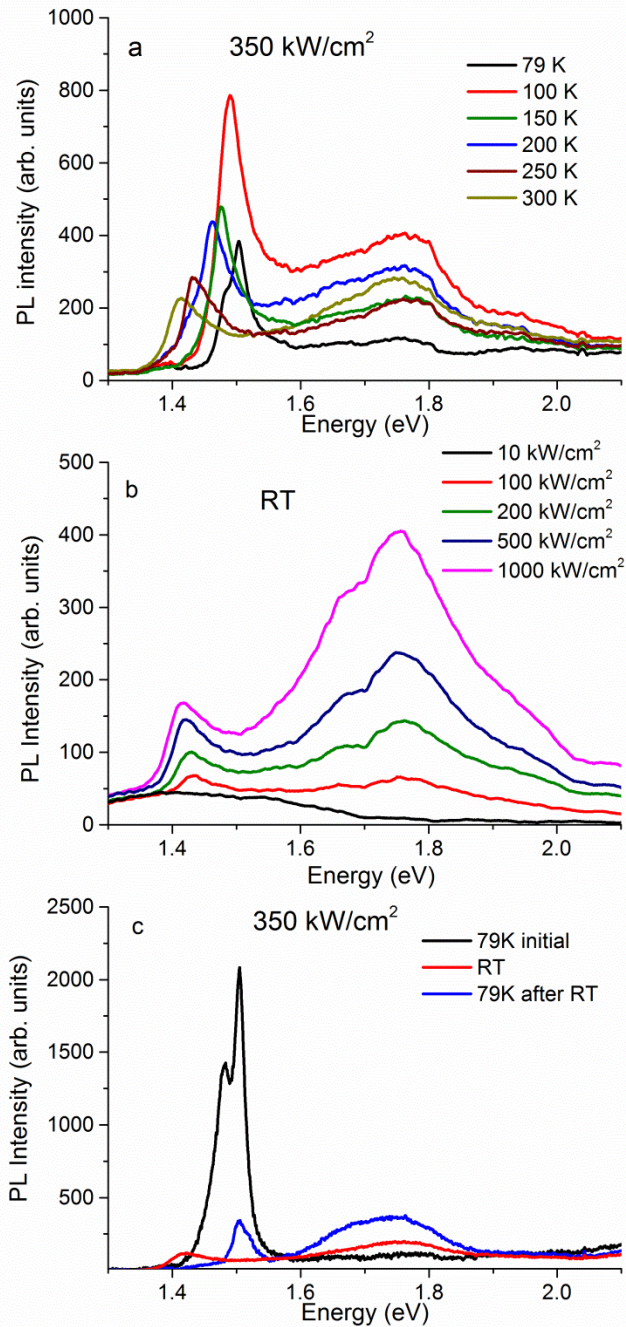 a
350 kW/cm²
79 K
100 K
150 K
200 K
250 K
300 K
1000
800
600
400
200
0
PL intensity (arb. units)
1.4
1.6
1.8
2.0
Energy (eV)
b
RT
10 kW/cm²
100 kW/cm²
200 kW/cm²
500 kW/cm²
1000 kW/cm²
500
400
300
200
100
0
PL Intensity (arb. units)
1.4
1.6
1.8
2.0
Energy (eV)
c
350 kW/cm²
79K initial
RT
79K after RT
2500
2000
1500
1000
500
PL Intensity (arb. units)
1.4
1.6
1.8
2.0
Energy (eV)